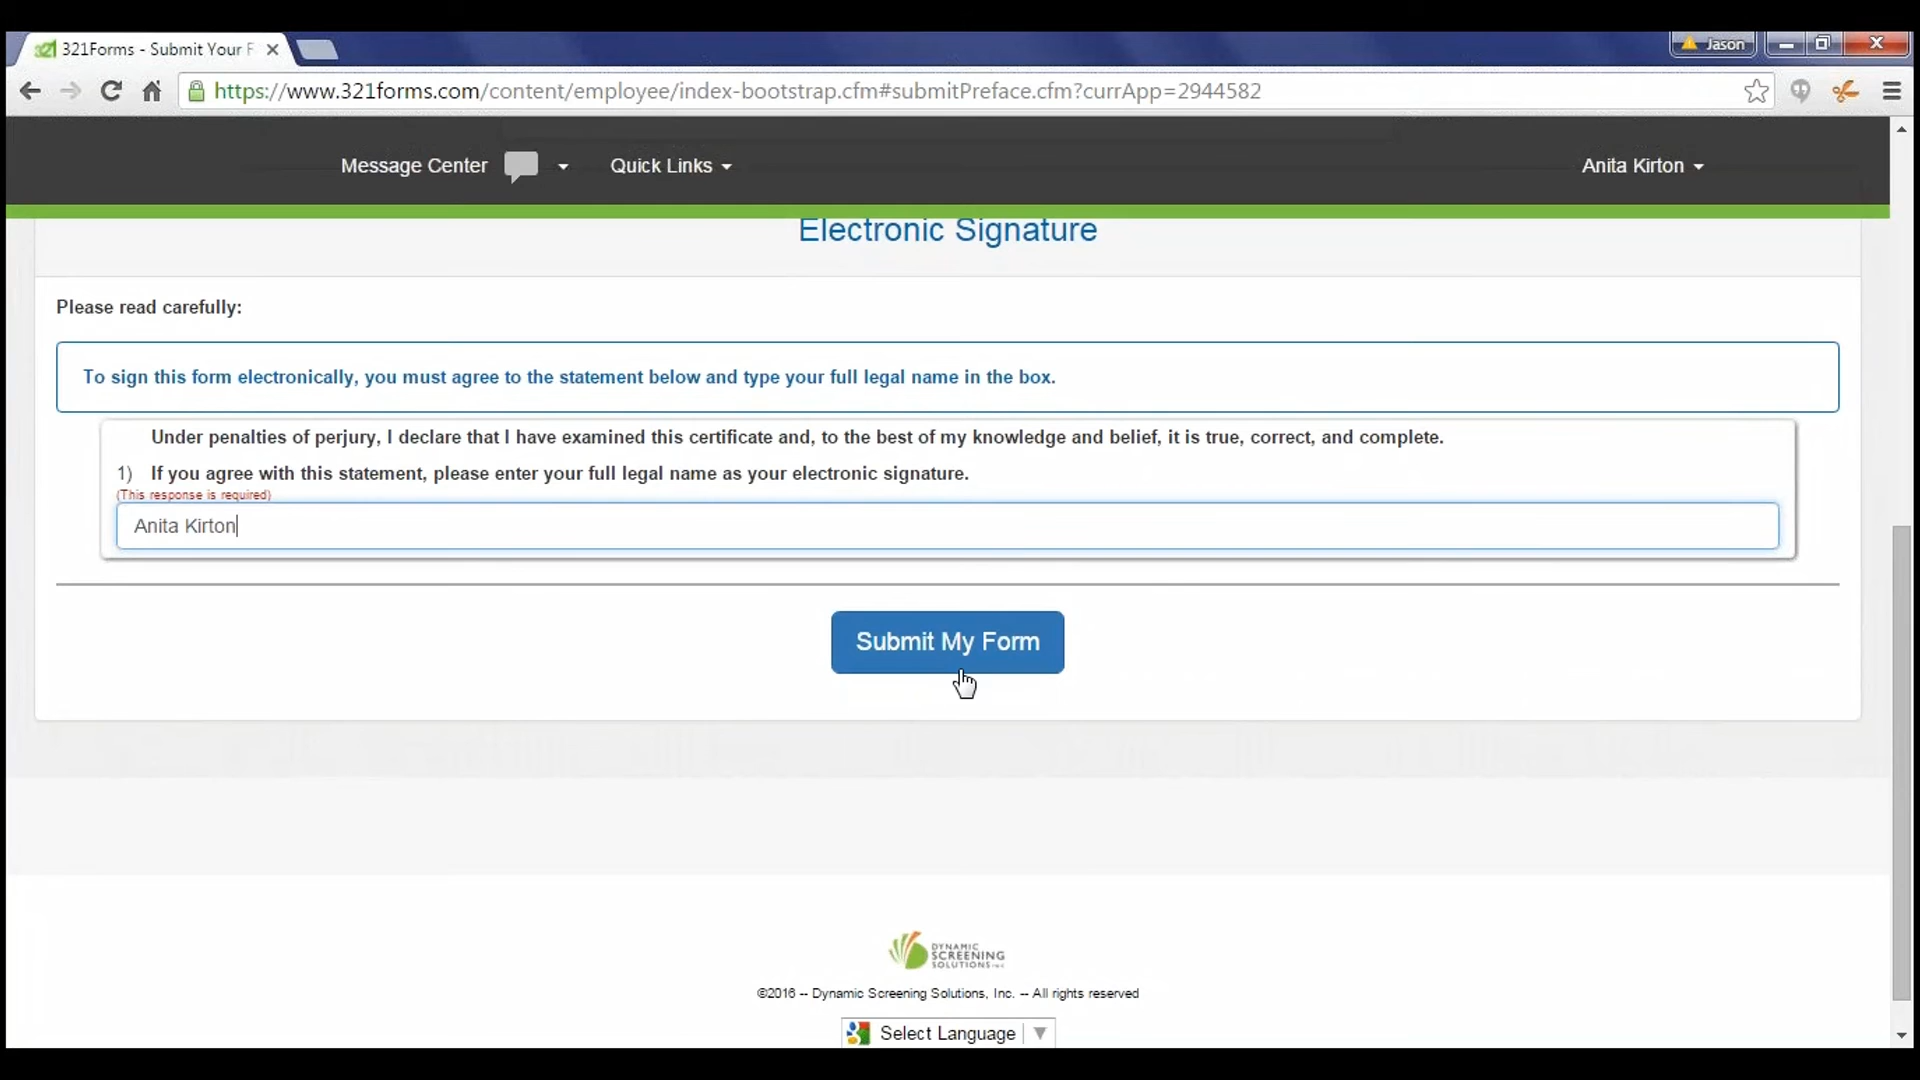 321Forms - Submit Your F
Jason
https://www.321forms.com/content/employee/index-bootstrap.cfm#submitPreface.cfm?currApp=2944582
Message Center
Quick Links
Anita Kirton
Electronic Signature
Please read carefully:
To sign this form electronically, you must agree to the statement below and type your full legal name in the box.
Under penalties of perjury, I declare that I have examined this certificate and, to the best of my knowledge and belief, it is true, correct, and complete.
1) If you agree with this statement, please enter your full legal name as your electronic signature.
(This response is required)
Anita Kirton
Submit My Form
DYNAMIC
SCREENING
SOLUTIONS INC
©2016 -- Dynamic Screening Solutions, Inc. -- All rights reserved
Select Language